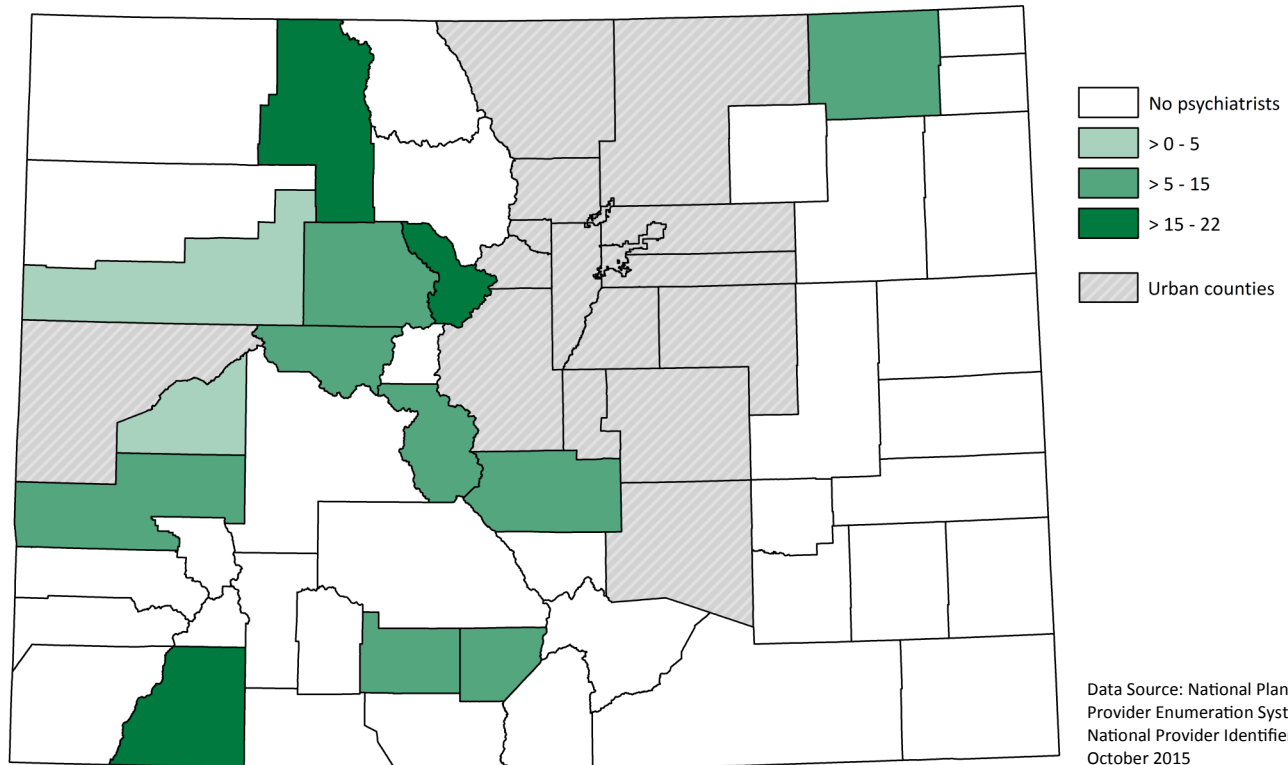 No psychiatrists
> 0 - 5
> 5 - 15
> 15 - 22
Urban counties
Data Source: National Plan
Provider Enumeration Syst
National Provider Identifie
October 2015